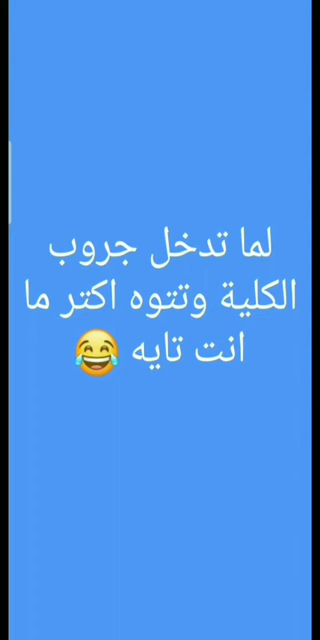 لما تدخل جروب
الكلية وتتوه اكتر ما
انت تايه 😂